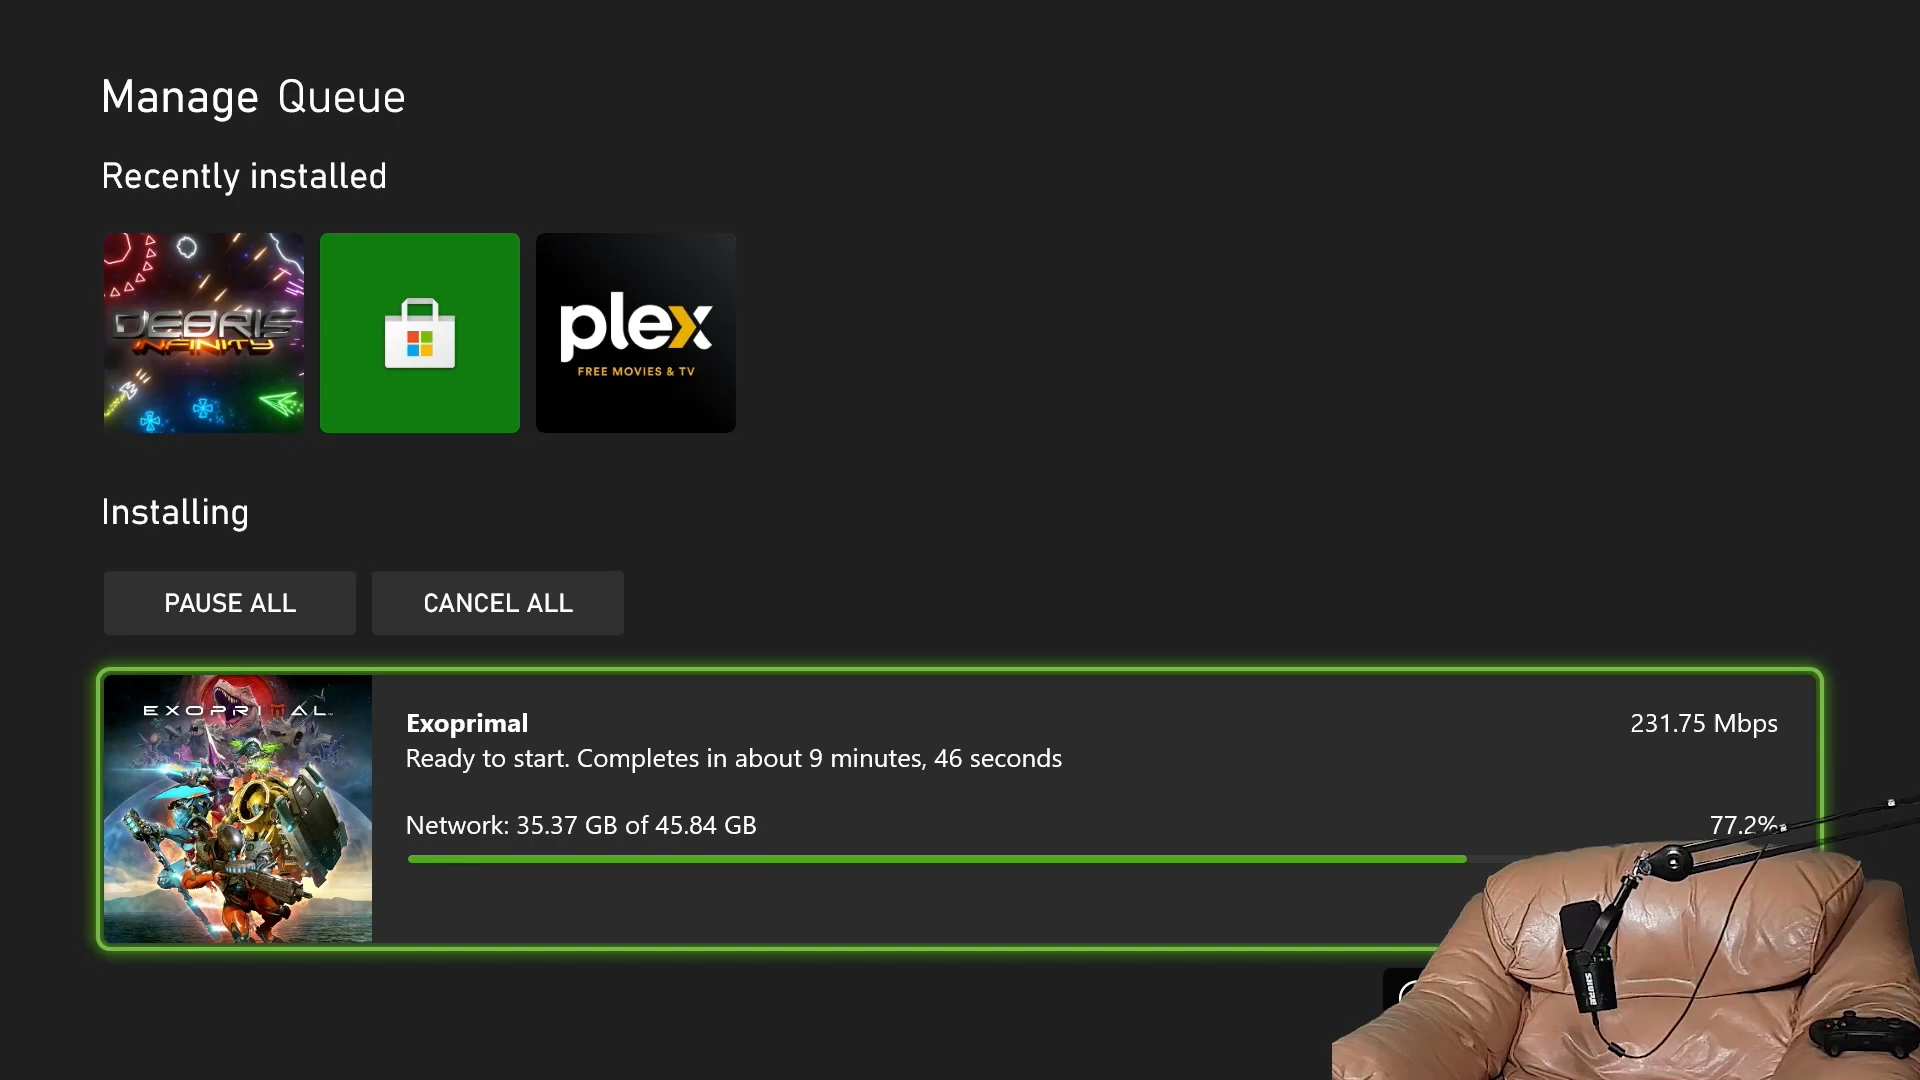 Manage Queue
Recently installed
DEBRIS
INFINITY
plex
FREE MOVIES & TV
Installing
PAUSE ALL
CANCEL ALL
EXOPRIMAL
Exoprimal
231.75 Mbps
Ready to start. Completes in about 9 minutes, 46 seconds
Network: 35.37 GB of 45.84 GB
77.2%
SHURE